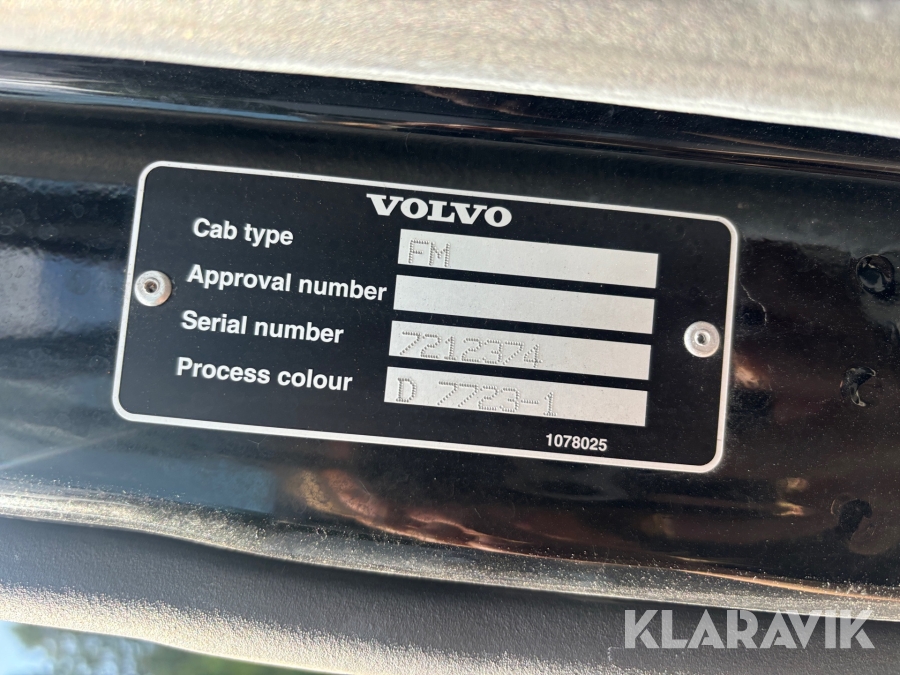 VOLVO
Cab type FM
Approval number
Serial number 7212374
Process colour D 7723-1
1078025
KLARAVIK